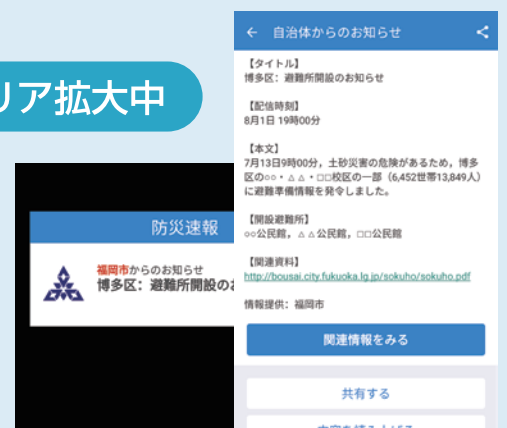 リア拡大中
防災速報
福岡市からのお知らせ
博多区：避難所開設のお
自治体からのお知らせ
【タイトル】
博多区：避難所開設のお知らせ
【配信時刻】
8月1日 19時00分
【本文】
7月13日9時00分，土砂災害の危険があるため，博多
区の○○・△△・□□校区の一部（6,452世帯13,849人）
に避難準備情報を発令しました。
【開設避難所】
○○公民館，△△公民館，□□公民館
【関連資料】
http://bousai.city.fukuoka.lg.jp/sokuho/sokuho.pdf
情報提供：福岡市
関連情報をみる
共有する
内容を読み上げる